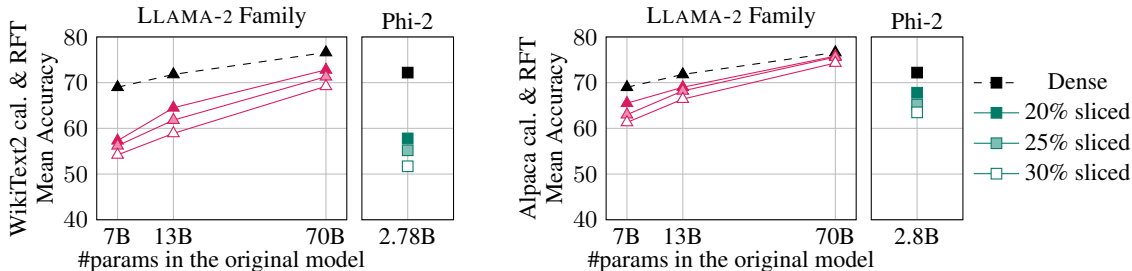 LLAMA-2 Family
Phi-2
WikiText2 cal. & RFT
Mean Accuracy
80
70
60
50
40
7B
13B
70B
2.78B
#params in the original model
LLAMA-2 Family
Phi-2
Alpaca cal. & RFT
Mean Accuracy
80
70
60
50
40
7B
13B
70B
2.8B
#params in the original model
Dense
20% sliced
25% sliced
30% sliced